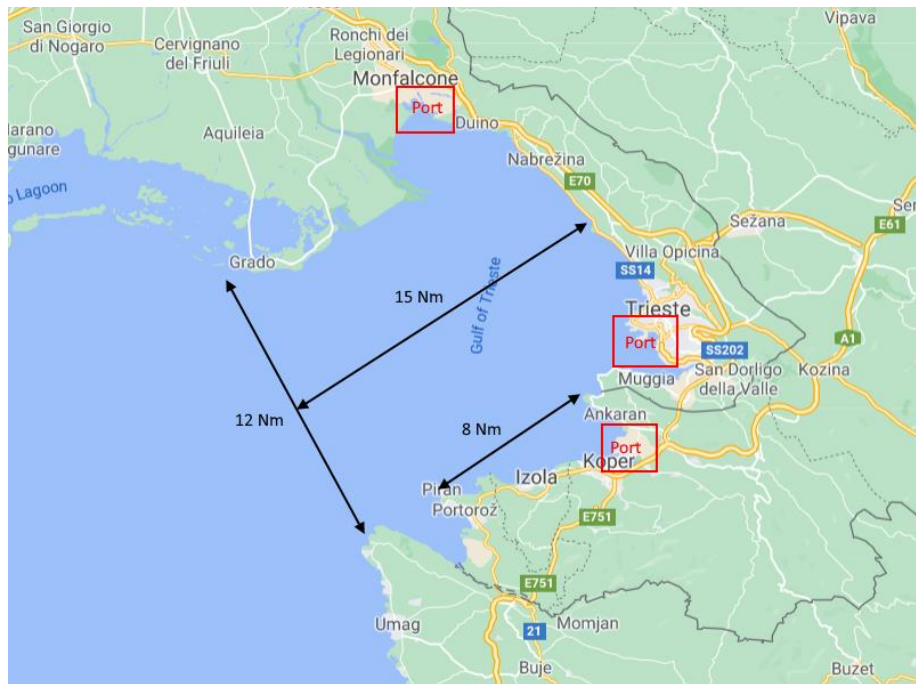 San Giorgio
di Nogaro
Cervignano
del Friuli
Ronchi dei
Legionari
Monfalcone
Port
Duino
Vipava
Aquileia
Nabrežina
E70
Lagoon
Sežana
E61
Villa Opicina
SS14
Grado
15 Nm
Gulf of Trieste
Trieste
Port
SS202
A1
Muggia
San Dorligo
della Valle
Kozina
12 Nm
8 Nm
Ankaran
Port
Koper
Izola
Piran
Portorož
E751
E751
Umag
21
Momjan
Buje
Buzet